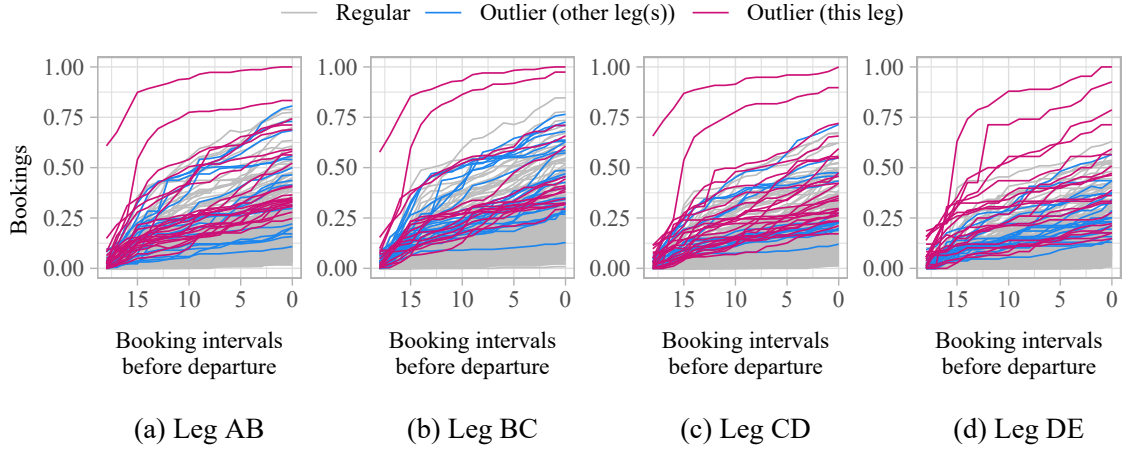 Regular Outlier (other leg(s)) Outlier (this leg)
Bookings
1.00
0.75
0.50
0.25
0.00
15 10 5 0
Booking intervals
before departure
(a) Leg AB
1.00
0.75
0.50
0.25
0.00
15 10 5 0
Booking intervals
before departure
(b) Leg BC
1.00
0.75
0.50
0.25
0.00
15 10 5 0
Booking intervals
before departure
(c) Leg CD
1.00
0.75
0.50
0.25
0.00
15 10 5 0
Booking intervals
before departure
(d) Leg DE